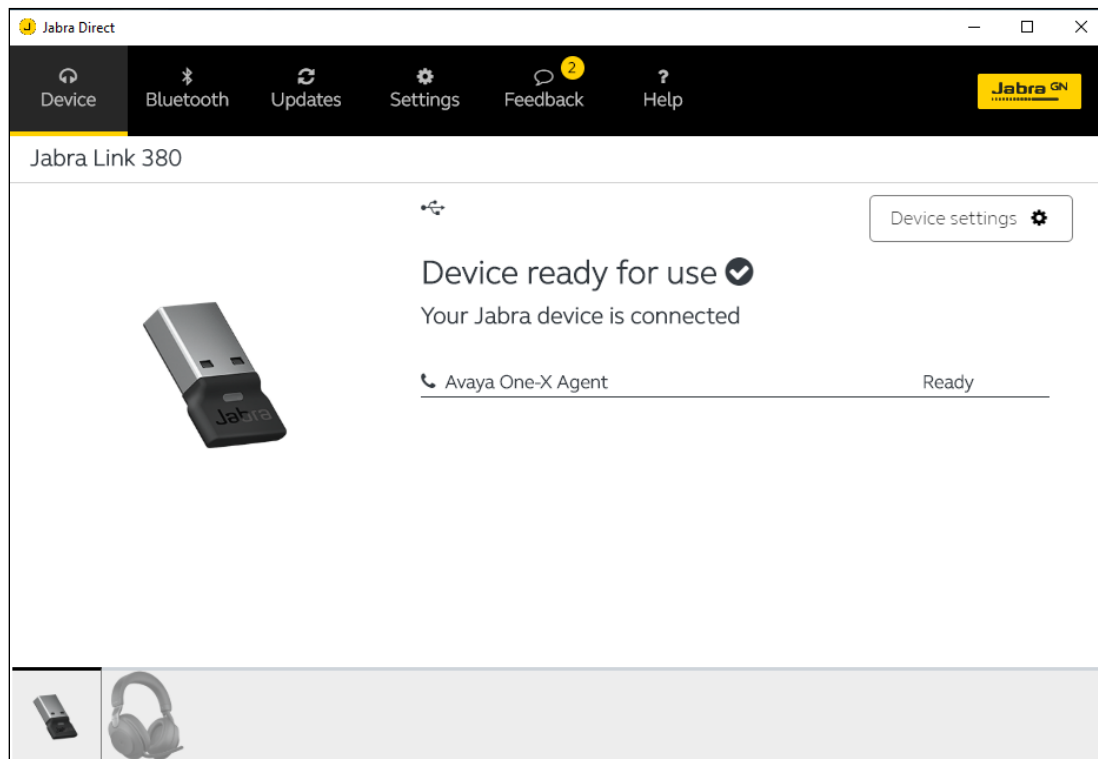 Jabra Direct
Device Bluetooth Updates Settings Feedback 2 ? Help
Jabra GN
Jabra Link 380
Device settings
Device ready for use
Your Jabra device is connected
Avaya One-X Agent Ready
Jabra